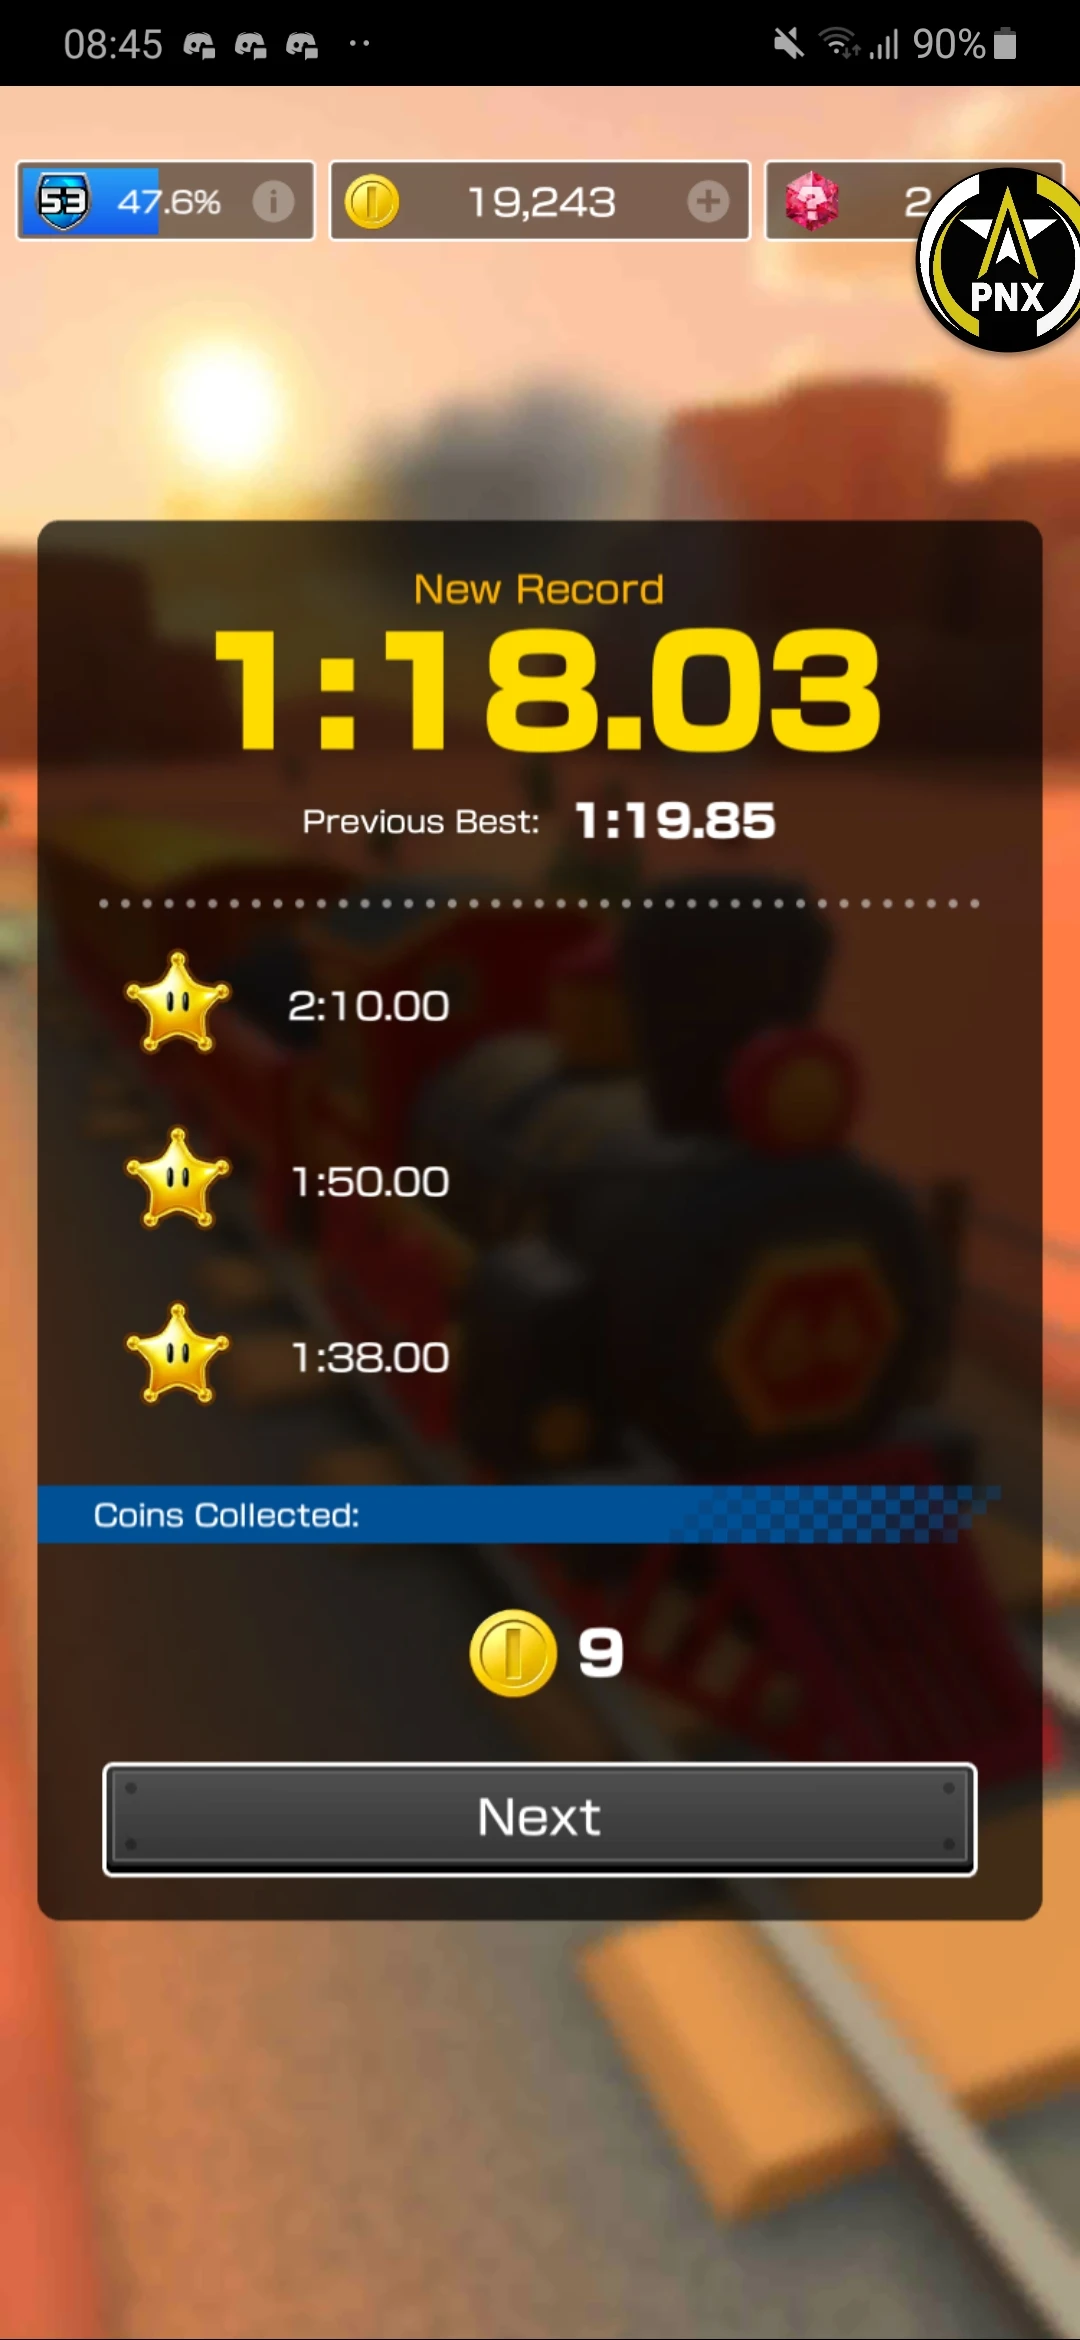 08:45 90%
53 47.6% i 19,243 + 2
PNX
New Record
1:18.03
Previous Best: 1:19.85
2:10.00
1:50.00
1:38.00
Coins Collected:
9
Next